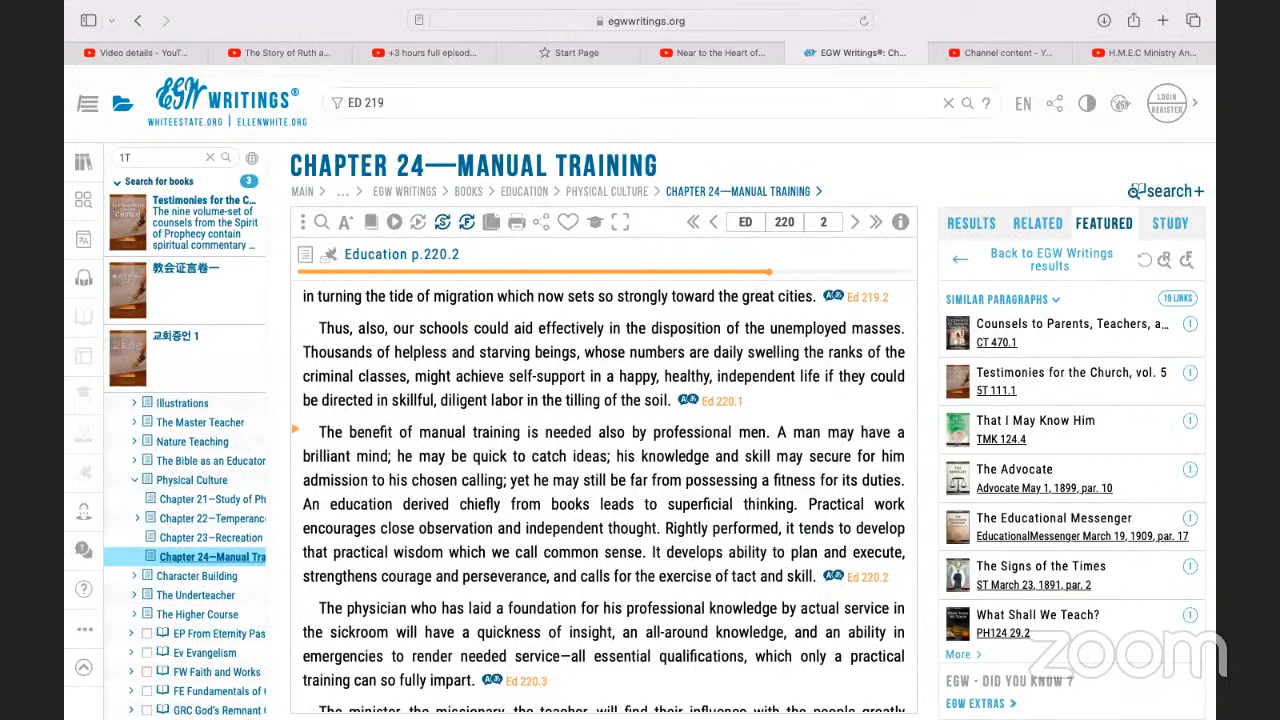 egwwritings.org
Video details - YouT...
The Story of Ruth a...
+3 hours full episod...
Start Page
Near to the Heart of...
EGW Writings®: Ch...
Channel content - Y...
H.M.E.C Ministry An...
EGW WRITINGS®
WHITEESTATE.ORG | ELLENWHITE.ORG
ED 219
EN
LOGIN
REGISTER
1T
Search for books 3
Testimonies for the C...
The nine volume-set of
counsels from the Spirit
of Prophecy contain
spiritual commentary ...
教会证言卷一
교회증언 1
Illustrations
The Master Teacher
Nature Teaching
The Bible as an Educator
Physical Culture
Chapter 21—Study of Ph
Chapter 22—Temperanc
Chapter 23—Recreation
Chapter 24—Manual Tra
Character Building
The Underteacher
The Higher Course
EP From Eternity Pas
Ev Evangelism
FW Faith and Works
FE Fundamentals of
GRC God's Remnant
CHAPTER 24—MANUAL TRAINING
MAIN > ... > EGW WRITINGS > BOOKS > EDUCATION > PHYSICAL CULTURE > CHAPTER 24—MANUAL TRAINING >
ED 220 2
Education p.220.2
in turning the tide of migration which now sets so strongly toward the great cities. Ed 219.2
Thus, also, our schools could aid effectively in the disposition of the unemployed masses.
Thousands of helpless and starving beings, whose numbers are daily swelling the ranks of the
criminal classes, might achieve self-support in a happy, healthy, independent life if they could
be directed in skillful, diligent labor in the tilling of the soil. Ed 220.1
The benefit of manual training is needed also by professional men. A man may have a
brilliant mind; he may be quick to catch ideas; his knowledge and skill may secure for him
admission to his chosen calling; yet he may still be far from possessing a fitness for its duties.
An education derived chiefly from books leads to superficial thinking. Practical work
encourages close observation and independent thought. Rightly performed, it tends to develop
that practical wisdom which we call common sense. It develops ability to plan and execute,
strengthens courage and perseverance, and calls for the exercise of tact and skill. Ed 220.2
The physician who has laid a foundation for his professional knowledge by actual service in
the sickroom will have a quickness of insight, an all-around knowledge, and an ability in
emergencies to render needed service—all essential qualifications, which only a practical
training can so fully impart. Ed 220.3
The minister, the missionary, the teacher, will find their influence with the people greatly
search+
RESULTS RELATED FEATURED STUDY
Back to EGW Writings
results
SIMILAR PARAGRAPHS 19 LINKS
Counsels to Parents, Teachers, a...
CT 470.1
Testimonies for the Church, vol. 5
5T 111.1
That I May Know Him
TMK 124.4
The Advocate
Advocate May 1, 1899, par. 10
The Educational Messenger
EducationalMessenger March 19, 1909, par. 17
The Signs of the Times
ST March 23, 1891, par. 2
What Shall We Teach?
PH124 29.2
More >
EGW - DID YOU KNOW ?
EGW EXTRAS >
zoom